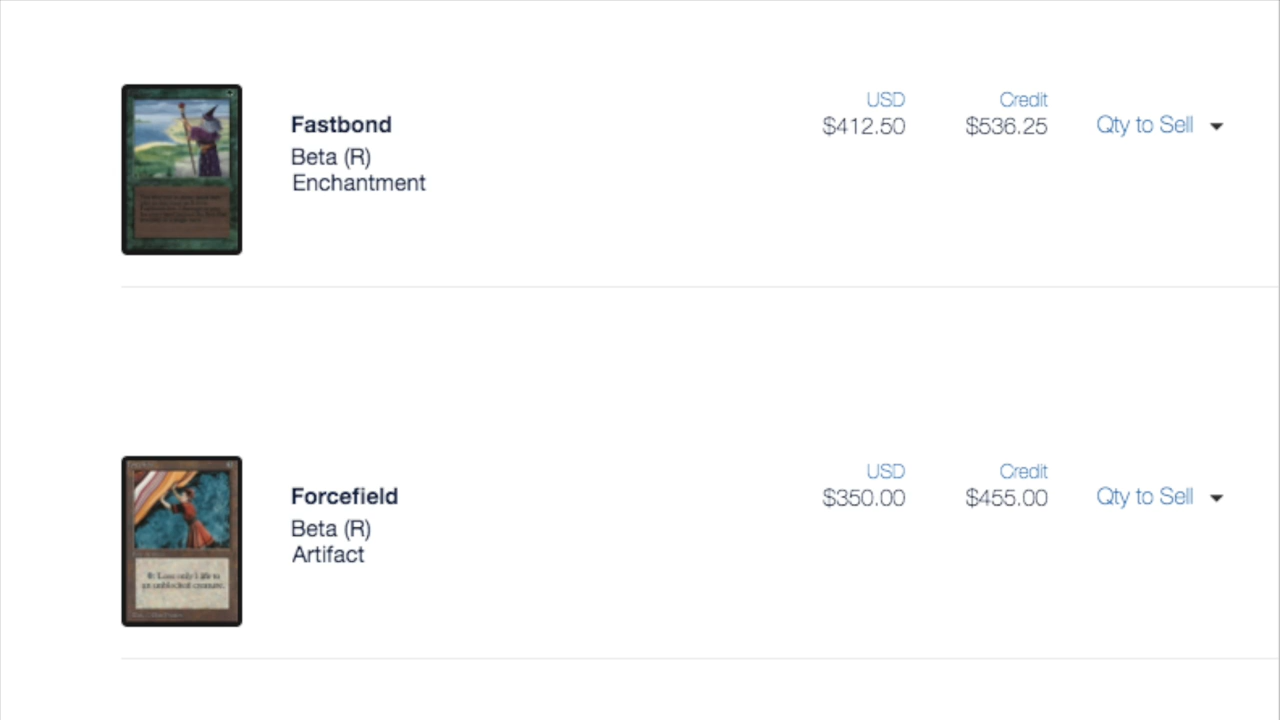 Fastbond
Beta (R)
Enchantment
USD
$412.50
Credit
$536.25
Qty to Sell
Forcefield
Beta (R)
Artifact
USD
$350.00
Credit
$455.00
Qty to Sell